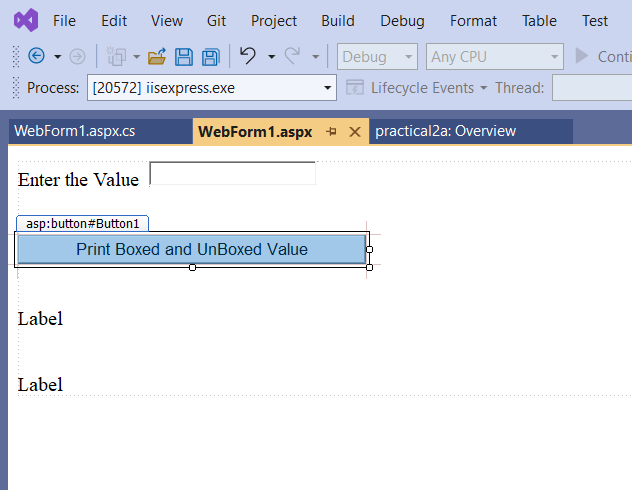 File Edit View Git Project Build Debug Format Table Test
Debug Any CPU Conti
Process: [20572] iisexpress.exe Lifecycle Events Thread:
WebForm1.aspx.cs WebForm1.aspx practical2a: Overview
Enter the Value
asp:button#Button1
Print Boxed and UnBoxed Value
Label
Label